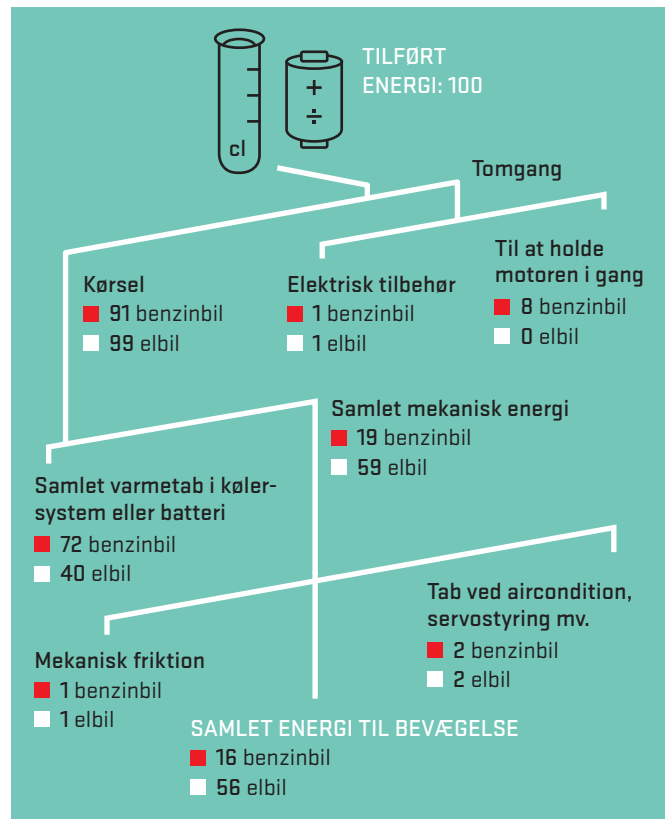 TILFØRT
ENERGI: 100
+
÷
cl
Tomgang
Kørsel
91 benzinbil
99 elbil
Elektrisk tilbehør
1 benzinbil
1 elbil
Til at holde
motoren i gang
8 benzinbil
0 elbil
Samlet mekanisk energi
19 benzinbil
59 elbil
Samlet varmetab i køler-
system eller batteri
72 benzinbil
40 elbil
Tab ved aircondition,
servostyring mv.
2 benzinbil
2 elbil
Mekanisk friktion
1 benzinbil
1 elbil
SAMLET ENERGI TIL BEVÆGELSE
16 benzinbil
56 elbil